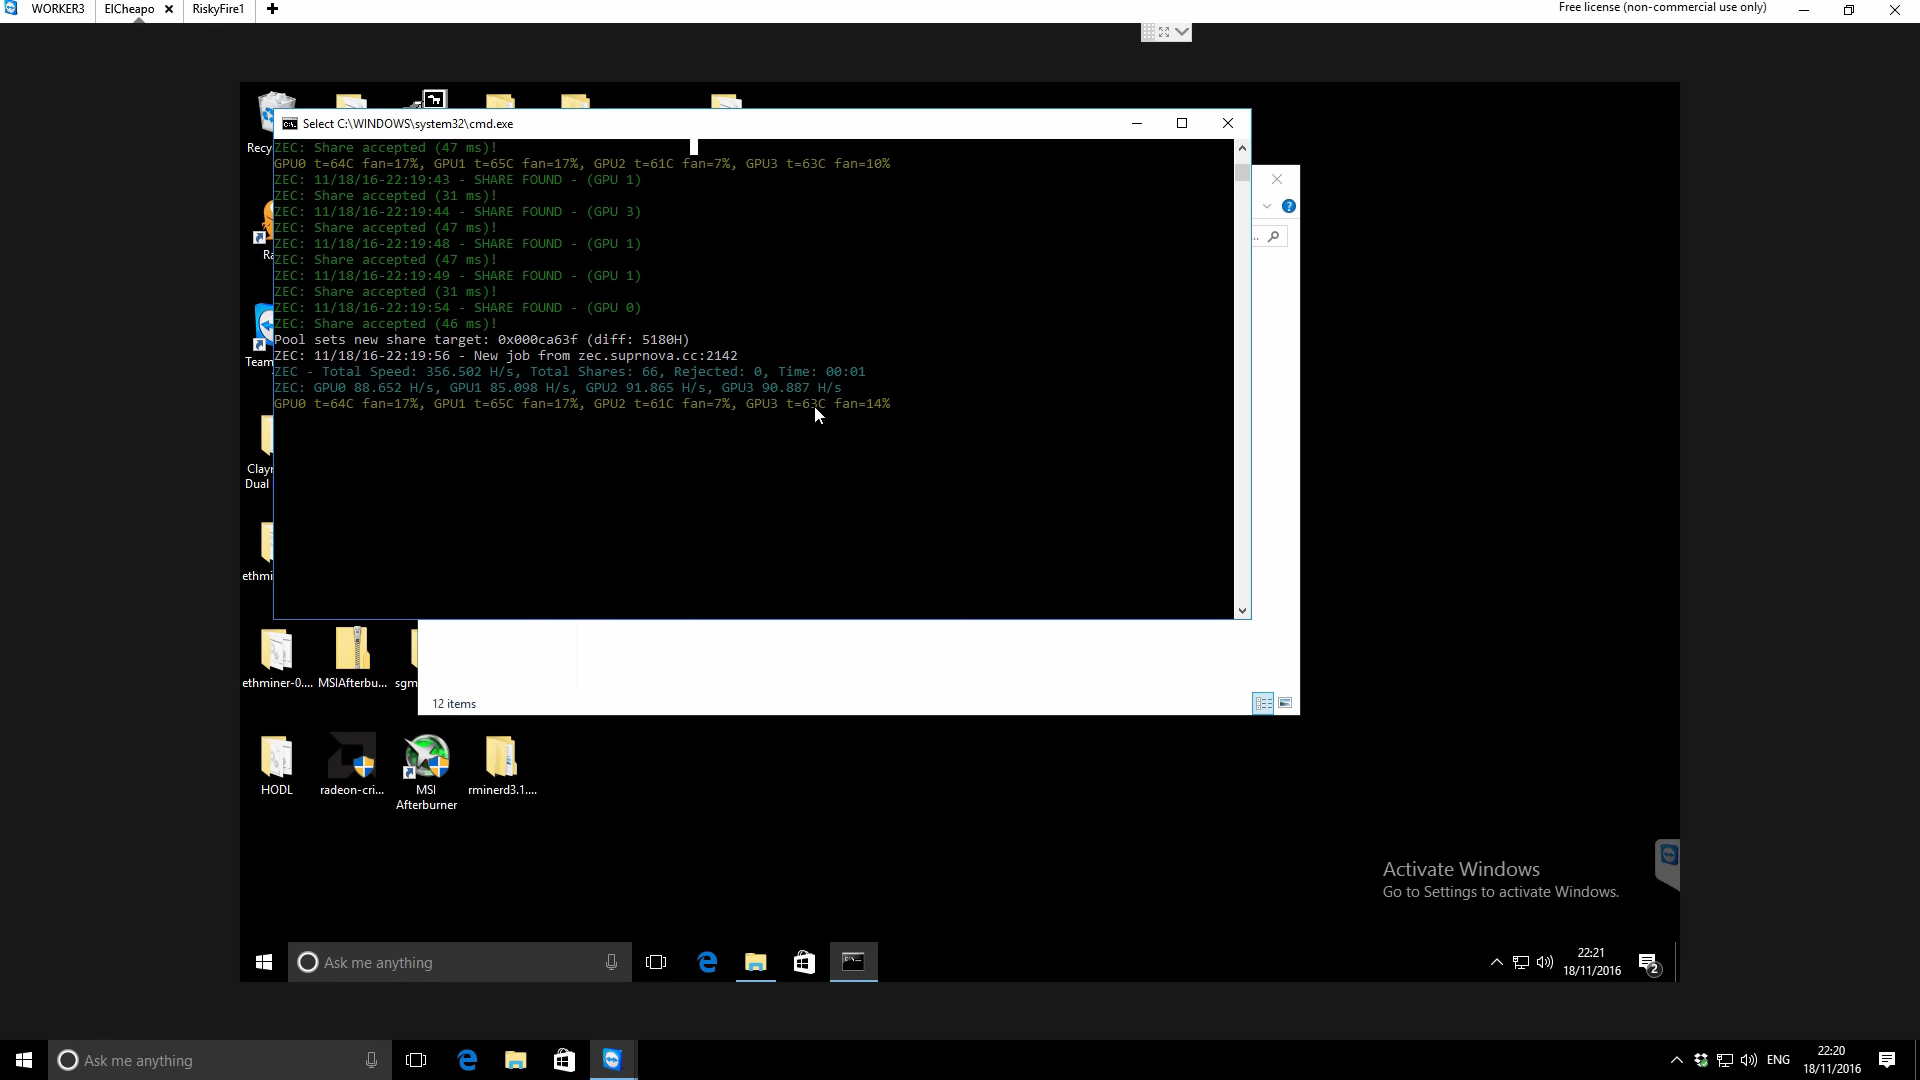 WORKER3
ElCheapo
RiskyFire1
Free license (non-commercial use only)
Select C:\WINDOWS\system32\cmd.exe
ZEC: Share accepted (47 ms)!
GPU0 t=64C fan=17%, GPU1 t=65C fan=17%, GPU2 t=61C fan=7%, GPU3 t=63C fan=10%
ZEC: 11/18/16-22:19:43 - SHARE FOUND - (GPU 1)
ZEC: Share accepted (31 ms)!
ZEC: 11/18/16-22:19:44 - SHARE FOUND - (GPU 3)
ZEC: Share accepted (47 ms)!
ZEC: 11/18/16-22:19:48 - SHARE FOUND - (GPU 1)
ZEC: Share accepted (47 ms)!
ZEC: 11/18/16-22:19:49 - SHARE FOUND - (GPU 1)
ZEC: Share accepted (31 ms)!
ZEC: 11/18/16-22:19:54 - SHARE FOUND - (GPU 0)
ZEC: Share accepted (46 ms)!
Pool sets new share target: 0x000ca63f (diff: 5180H)
ZEC: 11/18/16-22:19:56 - New job from zec.suprnova.cc:2142
ZEC - Total Speed: 356.502 H/s, Total Shares: 66, Rejected: 0, Time: 00:01
ZEC: GPU0 88.652 H/s, GPU1 85.098 H/s, GPU2 91.865 H/s, GPU3 90.887 H/s
GPU0 t=64C fan=17%, GPU1 t=65C fan=17%, GPU2 t=61C fan=7%, GPU3 t=63C fan=14%
Recy
Ra
Team
Clayr
Dual
ethmi
ethminer-0....
MSIAfterbu...
sgm
12 items
HODL
radeon-cri...
MSI
Afterburner
rminerd3.1....
Activate Windows
Go to Settings to activate Windows.
Ask me anything
22:21
18/11/2016
2
Ask me anything
ENG
22:20
18/11/2016